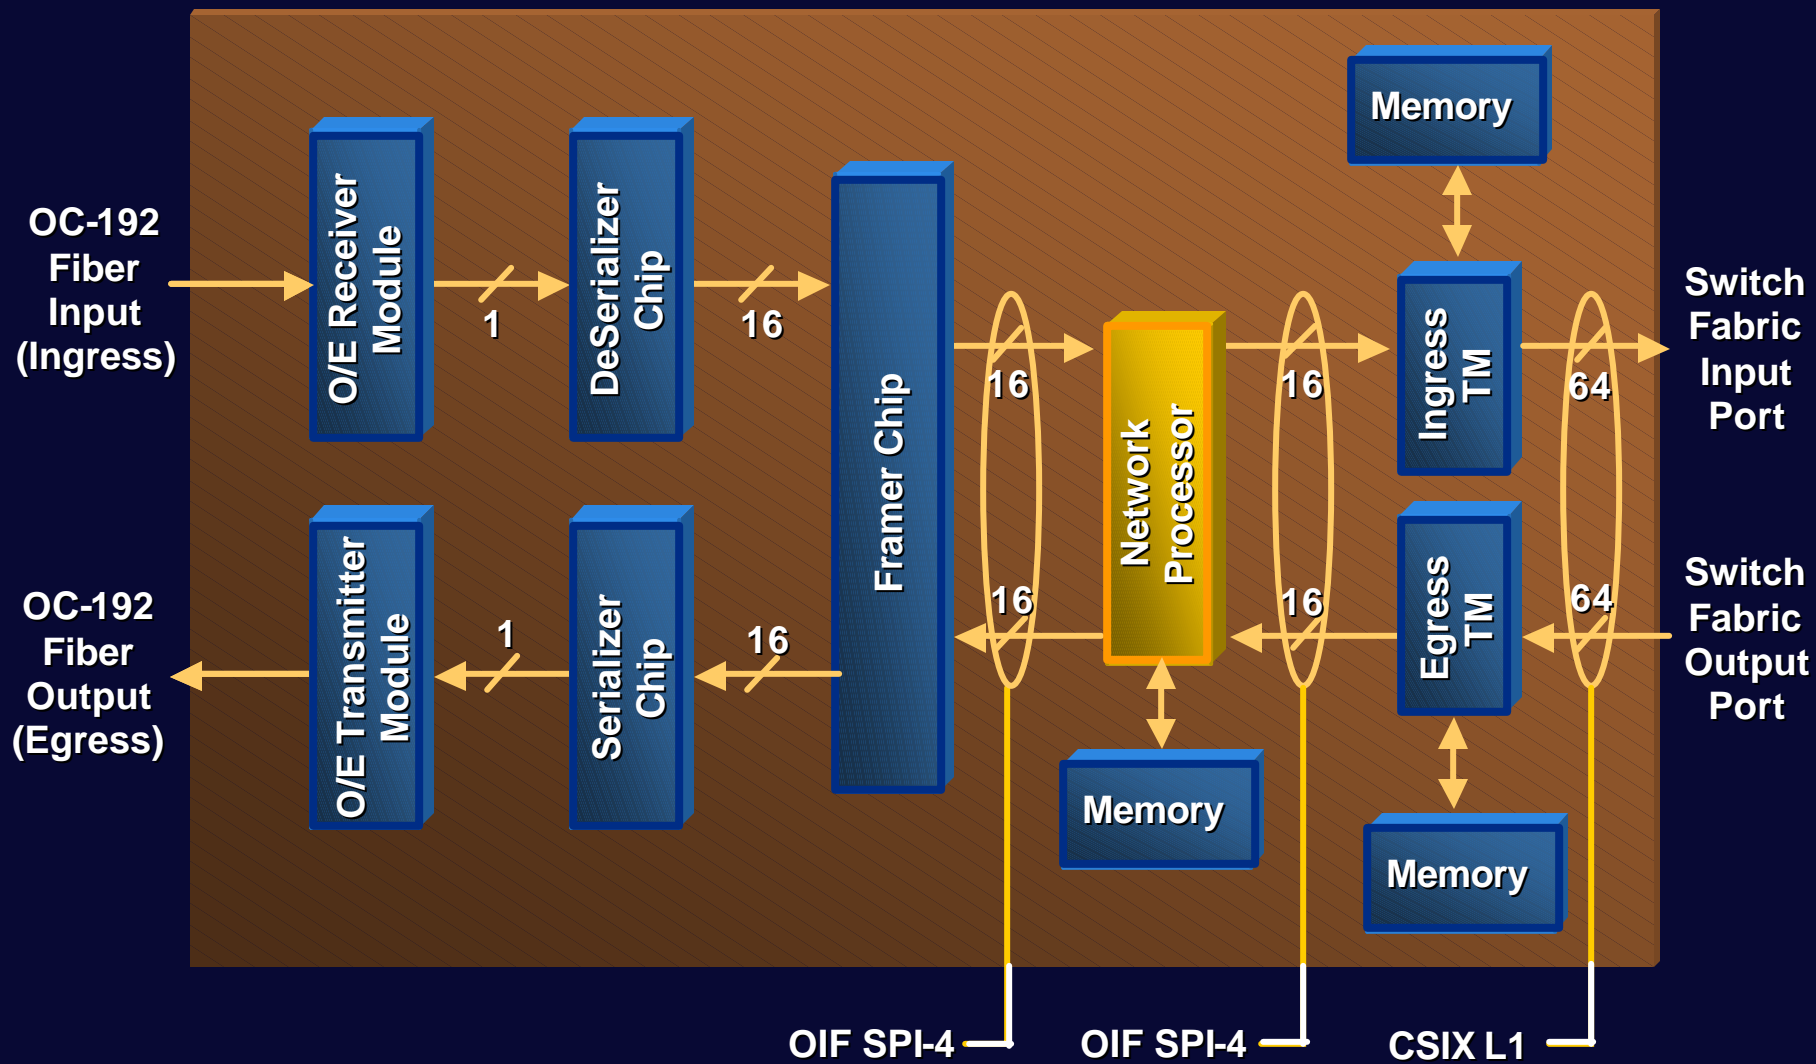 OC-192
Fiber
Input
(Ingress)
O/E Receiver
Module
1
DeSerializer
Chip
16
Framer Chip
16
Network
Processor
16
Memory
Ingress
TM
64
Switch
Fabric
Input
Port
OC-192
Fiber
Output
(Egress)
O/E Transmitter
Module
1
Serializer
Chip
16
16
16
Egress
TM
64
Switch
Fabric
Output
Port
Memory
Memory
OIF SPI-4
OIF SPI-4
CSIX L1